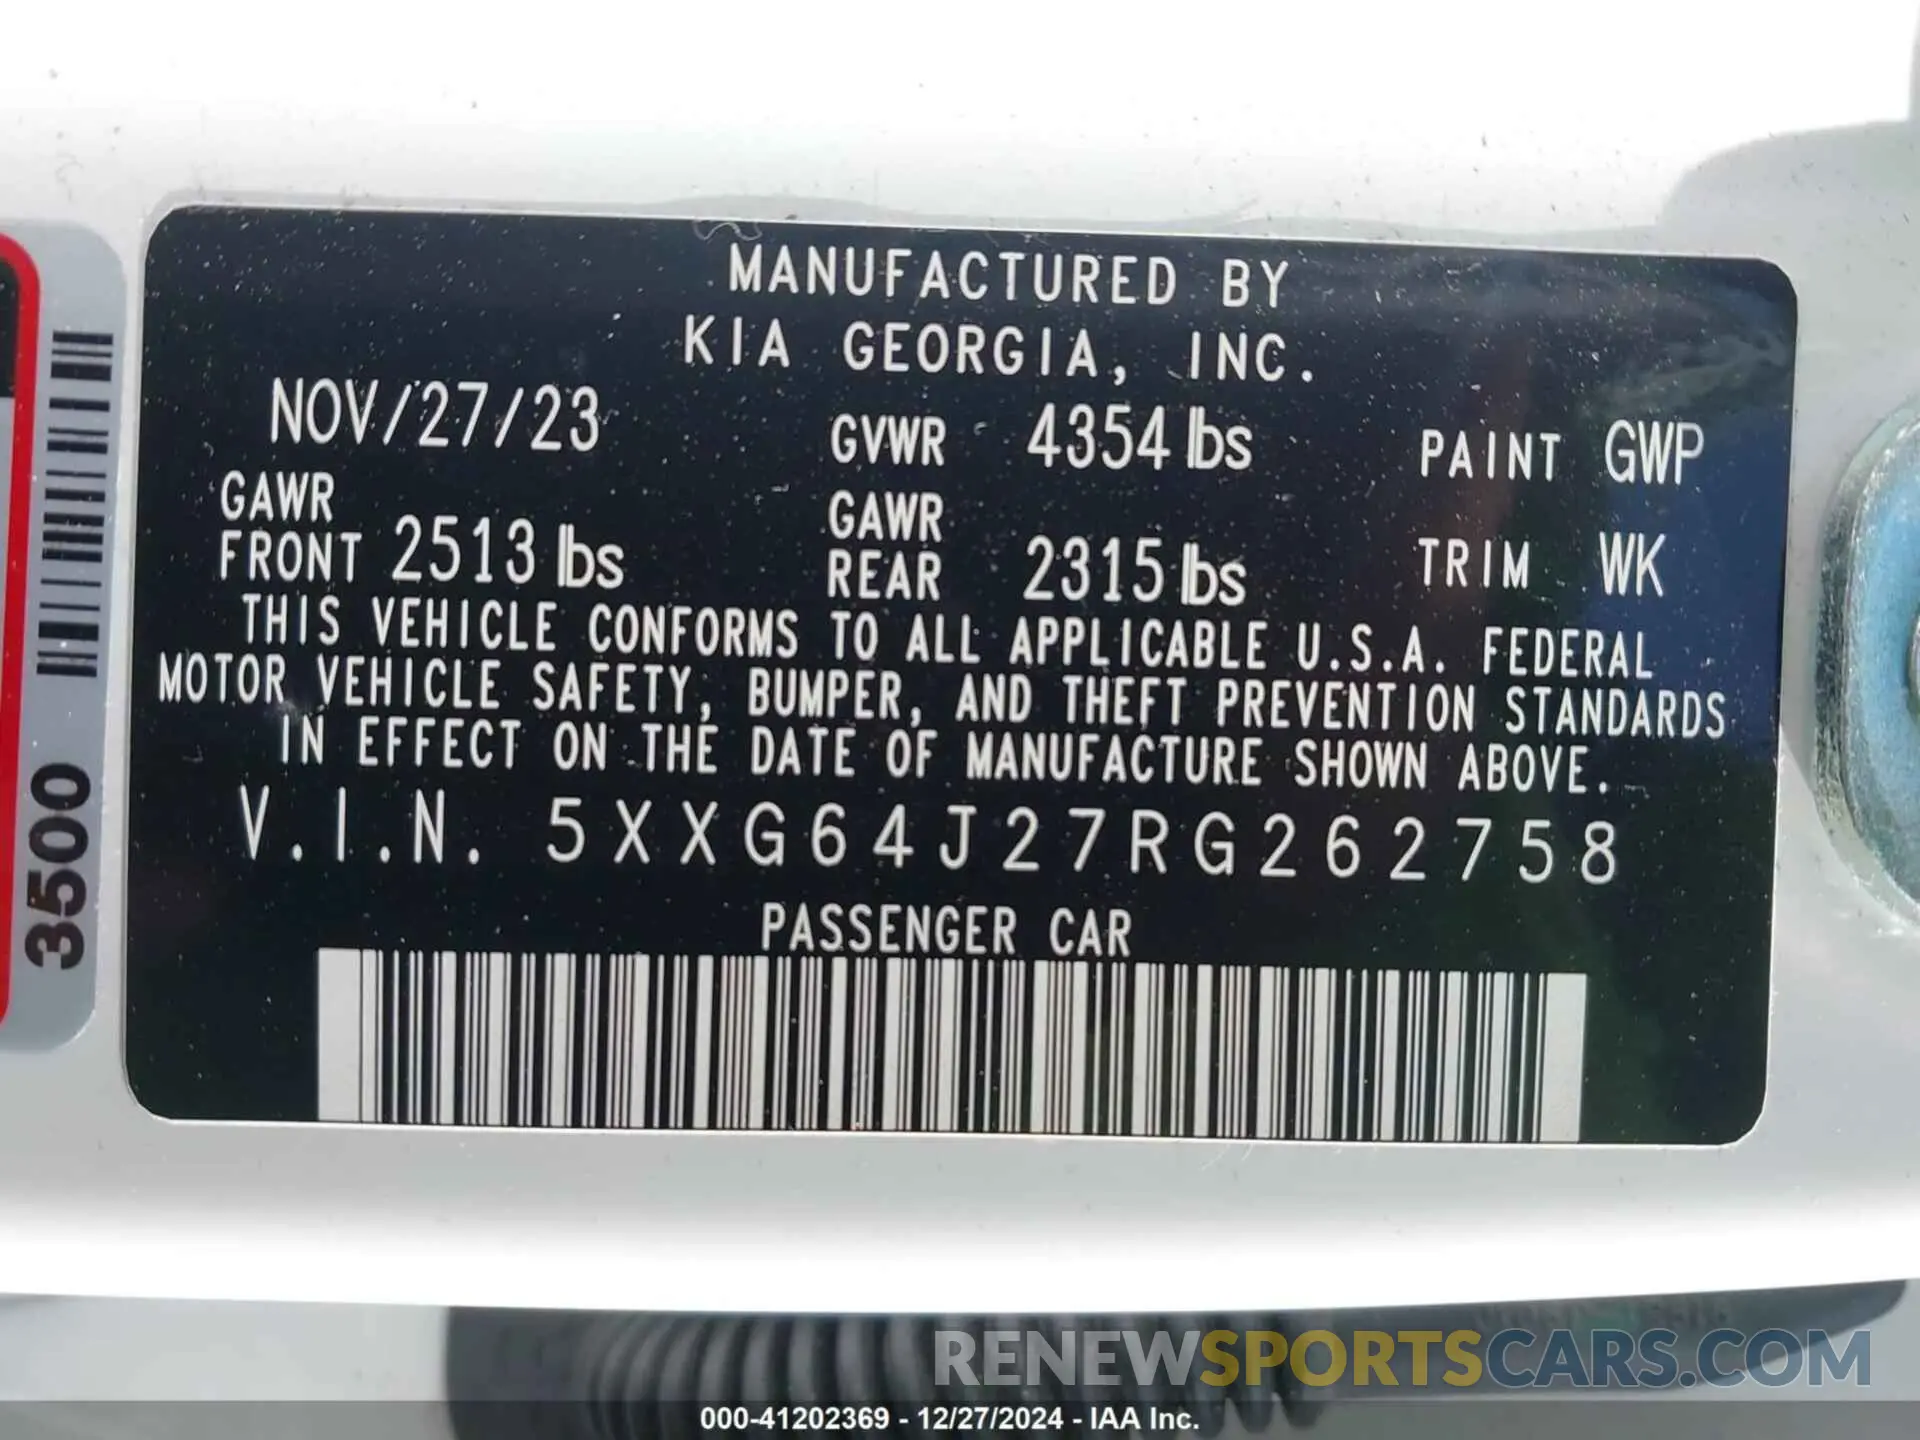 MANUFACTURED BY
KIA GEORGIA, INC.
NOV/27/23 GVWR 4354 lbs PAINT GWP
GAWR FRONT 2513 lbs GAWR REAR 2315 lbs TRIM WK
THIS VEHICLE CONFORMS TO ALL APPLICABLE U.S.A. FEDERAL
MOTOR VEHICLE SAFETY, BUMPER, AND THEFT PREVENTION STANDARDS
IN EFFECT ON THE DATE OF MANUFACTURE SHOWN ABOVE.
V.I.N. 5XXG64J27RG262758
PASSENGER CAR
3500
RENEWSPORTSCARS.COM
000-41202369 - 12/27/2024 - IAA Inc.